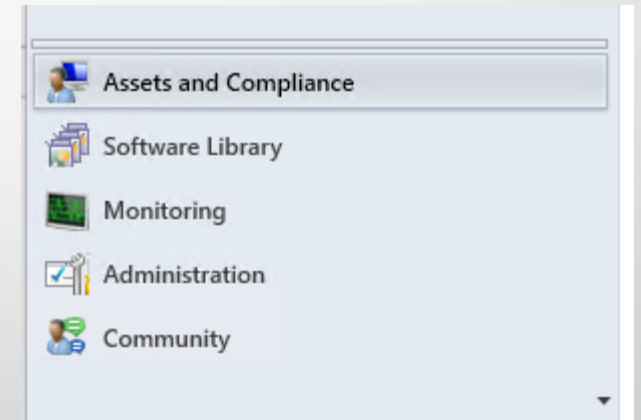 Assets and Compliance
Software Library
Monitoring
Administration
Community